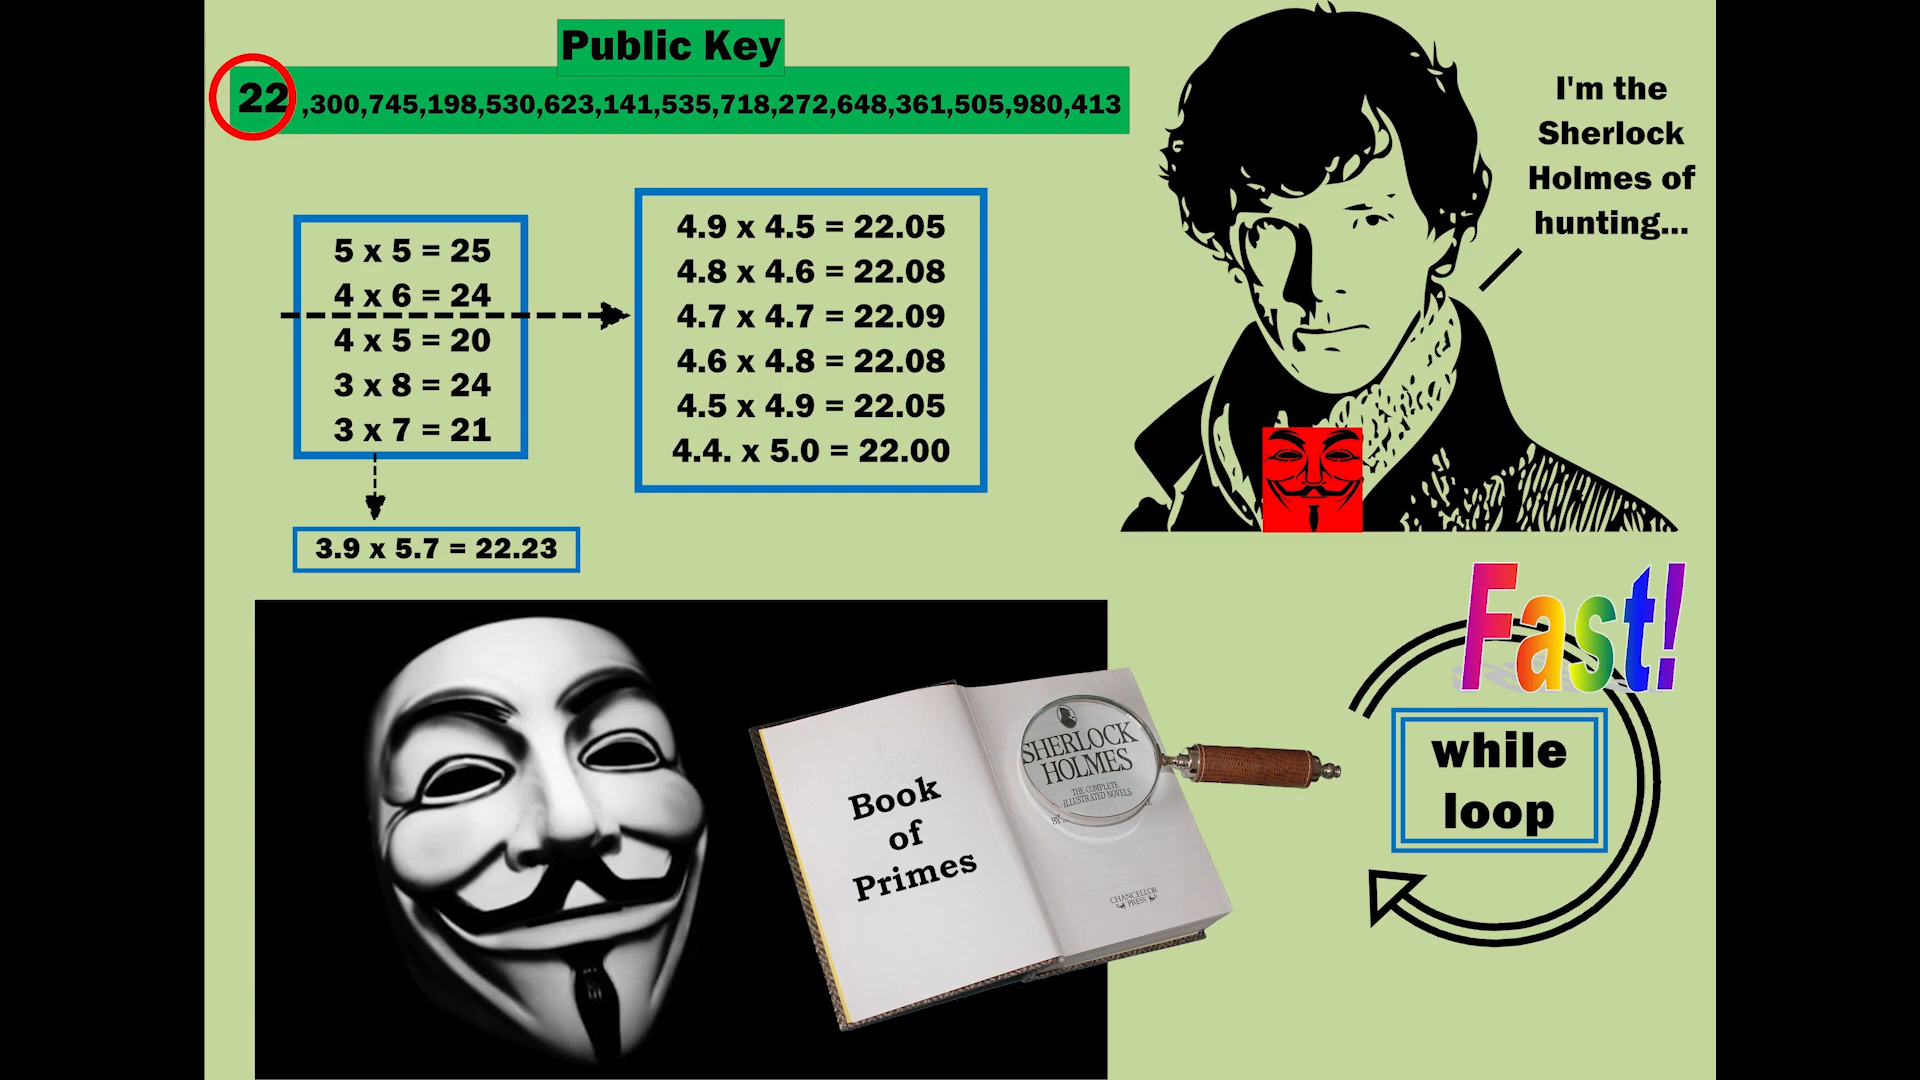 Public Key
22 ,300,745,198,530,623,141,535,718,272,648,361,505,980,413
I'm the
Sherlock
Holmes of
hunting...
5 x 5 = 25
4 x 6 = 24
4 x 5 = 20
3 x 8 = 24
3 x 7 = 21
4.9 x 4.5 = 22.05
4.8 x 4.6 = 22.08
4.7 x 4.7 = 22.09
4.6 x 4.8 = 22.08
4.5 x 4.9 = 22.05
4.4. x 5.0 = 22.00
3.9 x 5.7 = 22.23
Book
of
Primes
SHERLOCK
HOLMES
THE COMPLETE
ILLUSTRATED NOVELS
CHANCELLOR
PRESS
Fast!
while
loop